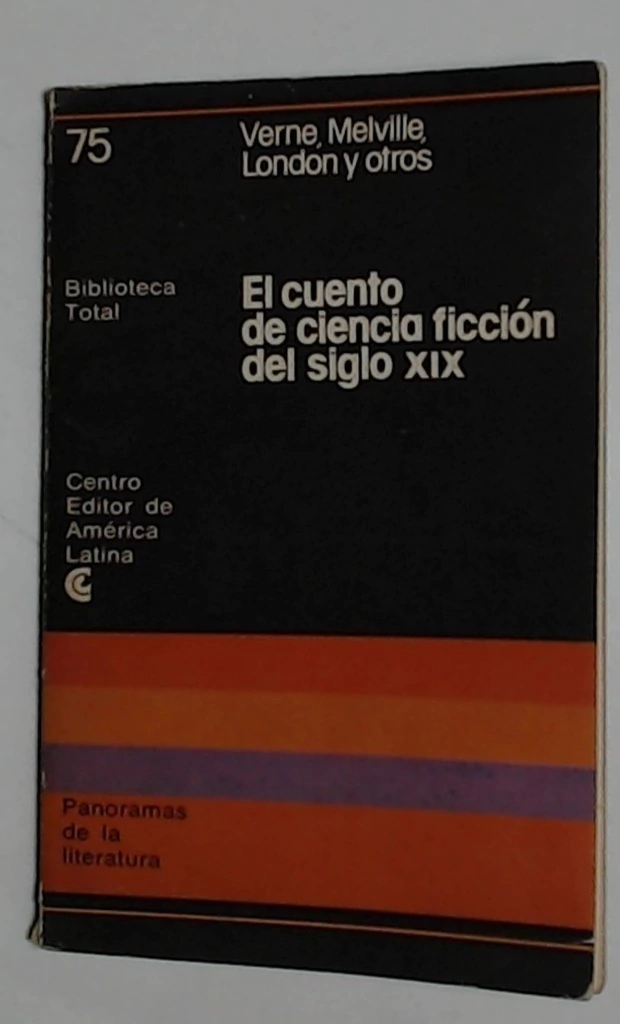 75
Verne, Melville,
London y otros
Biblioteca
Total
El cuento
de ciencia ficción
del siglo XIX
Centro
Editor de
América
Latina
Panoramas
de la
literatura